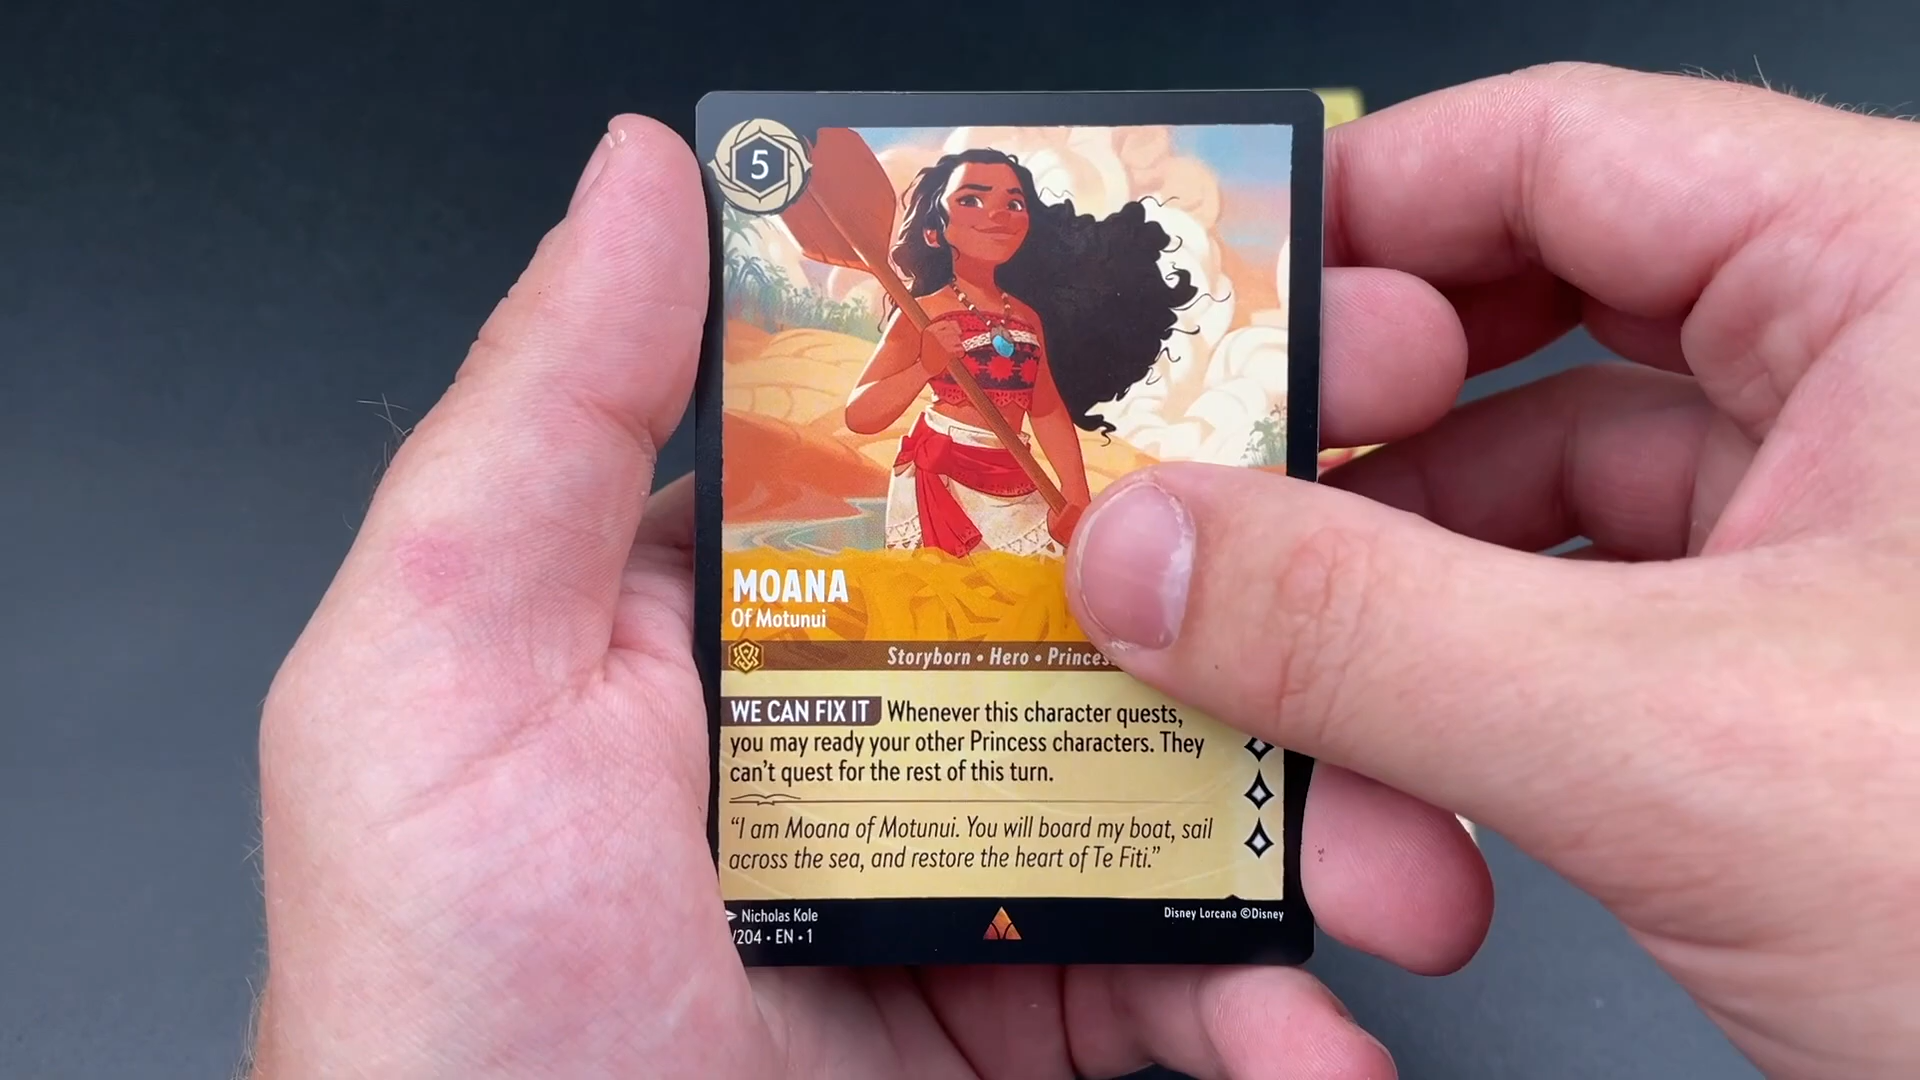 5
MOANA
Of Motunui
Storyborn • Hero • Princess
WE CAN FIX IT Whenever this character quests,
you may ready your other Princess characters. They
can't quest for the rest of this turn.
“I am Moana of Motunui. You will board my boat, sail
across the sea, and restore the heart of Te Fiti.”
Nicholas Kole
Disney Lorcana ©Disney
/204 • EN • 1